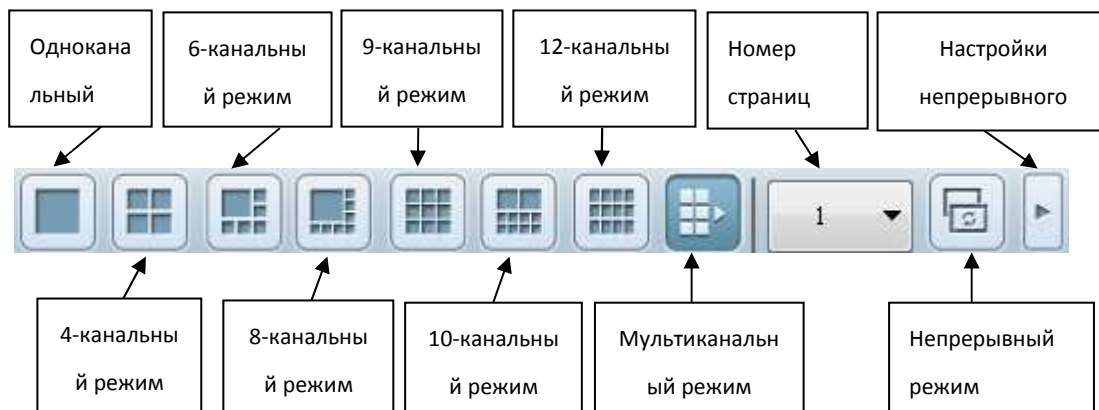 Однокана
льный
6-канальны
й режим
9-канальны
й режим
12-канальны
й режим
Номер
страниц
Настройки
непрерывного
1
4-канальны
й режим
8-канальны
й режим
10-канальны
й режим
Мультиканальн
ый режим
Непрерывный
режим